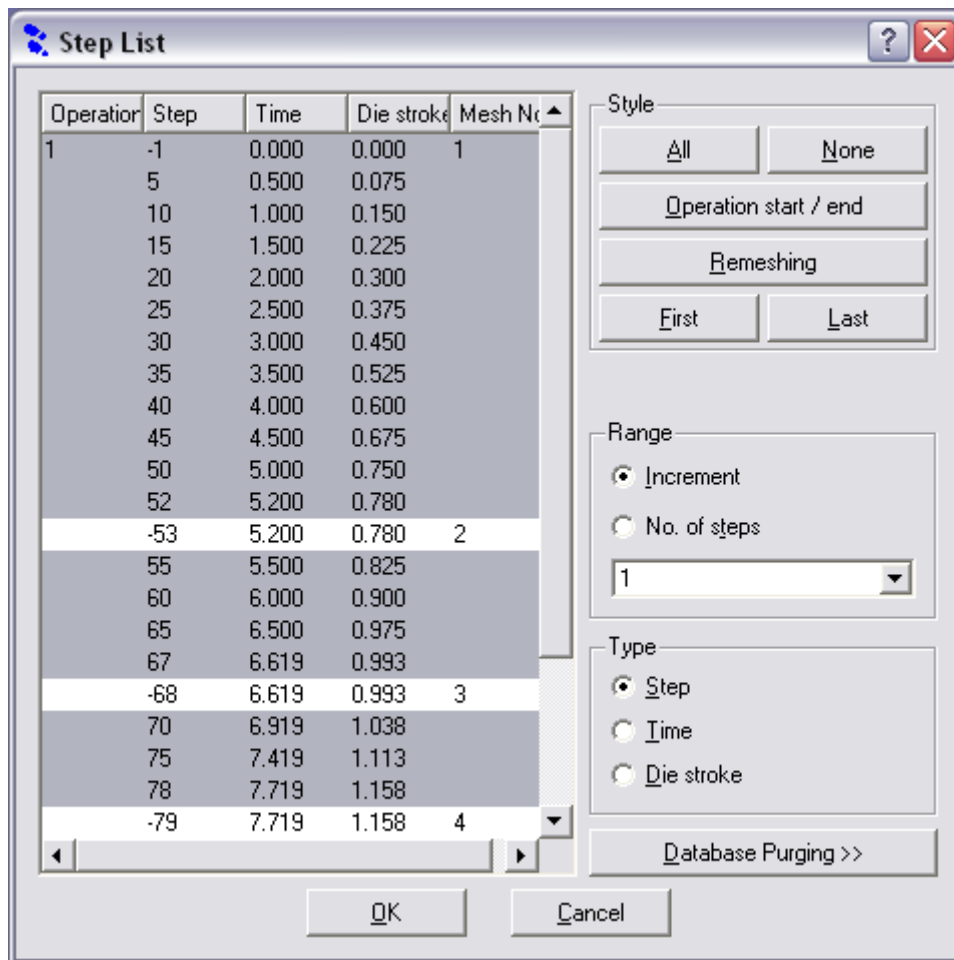 Step List
Operation Step Time Die stroke Mesh No
1 -1 0.000 0.000 1
5 0.500 0.075
10 1.000 0.150
15 1.500 0.225
20 2.000 0.300
25 2.500 0.375
30 3.000 0.450
35 3.500 0.525
40 4.000 0.600
45 4.500 0.675
50 5.000 0.750
52 5.200 0.780
-53 5.200 0.780 2
55 5.500 0.825
60 6.000 0.900
65 6.500 0.975
67 6.619 0.993
-68 6.619 0.993 3
70 6.919 1.038
75 7.419 1.113
78 7.719 1.158
-79 7.719 1.158 4
Style
All None
Operation start / end
Remeshing
First Last
Range
Increment
No. of steps
1
Type
Step
Time
Die stroke
Database Purging >>
OK Cancel